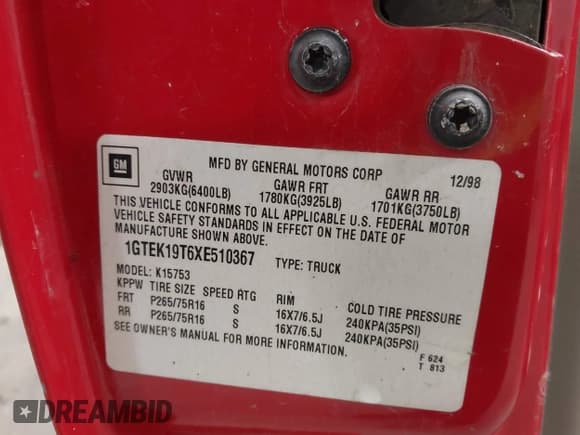 GM
MFD BY GENERAL MOTORS CORP 12/98
GVWR GAWR FRT GAWR RR
2903KG(6400LB) 1780KG(3925LB) 1701KG(3750LB)
THIS VEHICLE CONFORMS TO ALL APPLICABLE U.S. FEDERAL MOTOR
VEHICLE SAFETY STANDARDS IN EFFECT ON THE DATE OF
MANUFACTURE SHOWN ABOVE.
1GTEK19T6XE510367 TYPE: TRUCK
MODEL: K15753
KPPW TIRE SIZE SPEED RTG RIM COLD TIRE PRESSURE
FRT P265/75R16 S 16X7/6.5J 240KPA(35PSI)
RR P265/75R16 S 16X7/6.5J 240KPA(35PSI)
SEE OWNER'S MANUAL FOR MORE INFORMATION.
F 624
T 813
DREAMBID